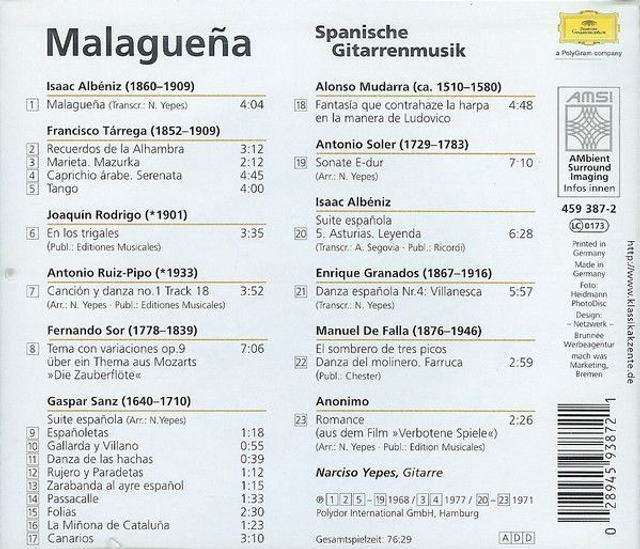 Malagueña
Isaac Albéniz (1860–1909)
1 Malagueña (Transcr.: N. Yepes) 4:04
Francisco Tárrega (1852–1909)
2 Recuerdos de la Alhambra 3:12
3 Marieta. Mazurka 2:12
4 Caprichio árabe. Serenata 4:45
5 Tango 4:00
Joaquín Rodrigo (*1901)
6 En los trigales 3:35
(Publ.: Editiones Musicales)
Antonio Ruiz-Pipo (*1933)
7 Canción y danza no.1 Track 18 3:52
(Arr.: N. Yepes · Publ.: Editiones Musicales)
Fernando Sor (1778–1839)
8 Tema con variaciones op.9 7:06
über ein Thema aus Mozarts
»Die Zauberflöte«
Gaspar Sanz (1640–1710)
Suite española (Arr.: N.Yepes)
9 Españoletas 1:18
10 Gallarda y Villano 0:55
11 Danza de las hachas 0:39
12 Rujero y Paradetas 1:12
13 Zarabanda al ayre español 1:15
14 Passacalle 1:33
15 Folias 2:30
16 La Miñona de Cataluña 1:23
17 Canarios 3:10
Spanische
Gitarrenmusik
Alonso Mudarra (ca. 1510–1580)
18 Fantasía que contrahaze la harpa 4:48
en la manera de Ludovico
Antonio Soler (1729–1783)
19 Sonate E-dur 7:10
(Arr.: N. Yepes)
Isaac Albéniz
Suite española
20 5. Asturias. Leyenda 6:28
(Transcr.: A. Segovia · Publ.: Ricordi)
Enrique Granados (1867–1916)
21 Danza española Nr.4: Villanesca 5:57
(Transcr.: N. Yepes)
Manuel De Falla (1876–1946)
El sombrero de tres picos
22 Danza del molinero. Farruca 2:59
(Publ.: Chester)
Anonimo
23 Romance 2:26
(aus dem Film »Verbotene Spiele«)
(Arr.: N. Yepes · Publ.: Edition Musicales)
Narciso Yepes, Gitarre
℗ 1 2 5 – 19 1968 / 3 4 1977 / 20 – 23 1971
Polydor International GmbH, Hamburg
Gesamtspielzeit: 76:29
ADD
Deutsche
Grammophon
a PolyGram company
AMSI
AMbient
Surround
Imaging
Infos innen
459 387-2
LC 0173
Printed in
Germany
Made in
Germany
Foto:
Heidmann
PhotoDisc
Design:
– Netzwerk –
Brunnée
Werbeagentur
mach was
Marketing,
Bremen
http://www.klassikakzente.de
0 28945 93872 1